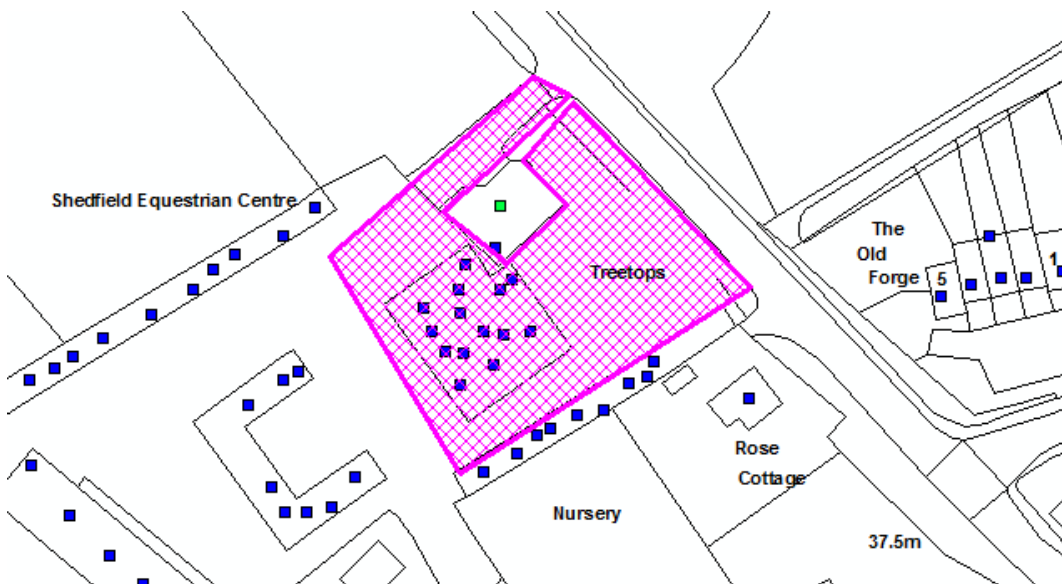 Shedfield Equestrian Centre
The
Old
Forge
5
1
Treetops
Rose
Cottage
Nursery
37.5m